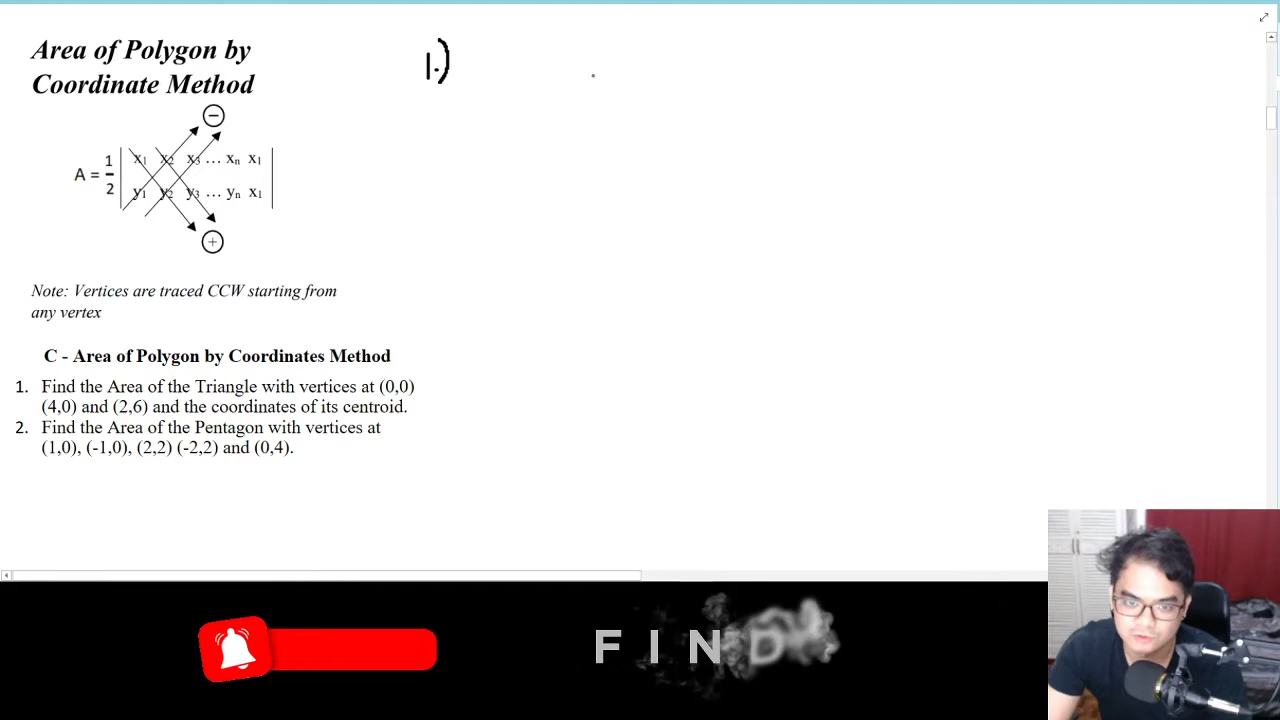 Area of Polygon by
Coordinate Method
1.)
−
A = 1/2 | x₁ x₂ x₃ … xₙ x₁ |
y₁ y₂ y₃ … yₙ x₁
+
Note: Vertices are traced CCW starting from
any vertex
C - Area of Polygon by Coordinates Method
1. Find the Area of the Triangle with vertices at (0,0)
(4,0) and (2,6) and the coordinates of its centroid.
2. Find the Area of the Pentagon with vertices at
(1,0), (-1,0), (2,2) (-2,2) and (0,4).
FIND